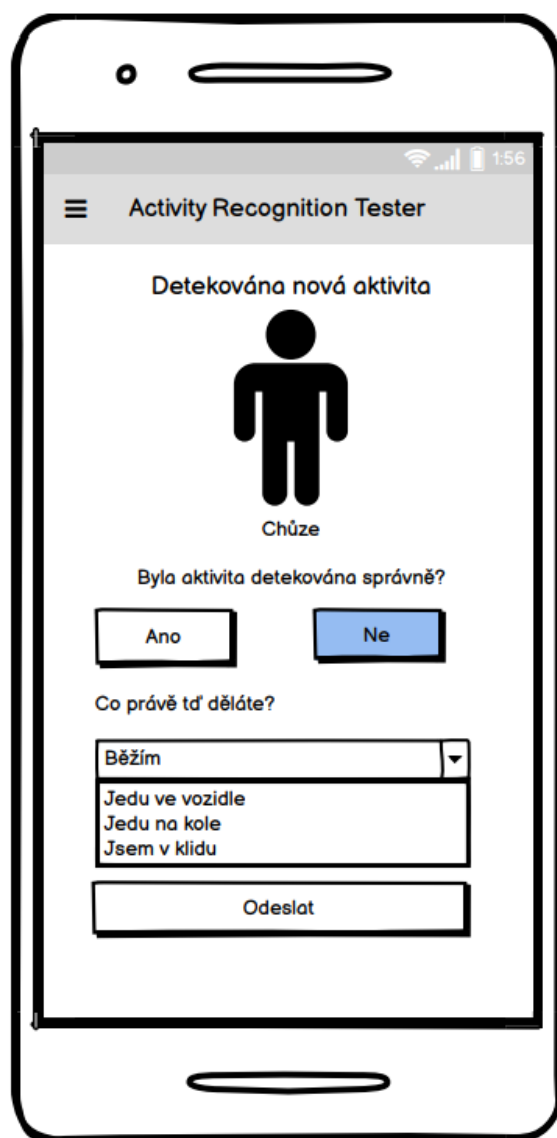 1:56
Activity Recognition Tester
Detekována nová aktivita
Chůze
Byla aktivita detekována správně?
Ano
Ne
Co právě tď děláte?
Běžím
Jedu ve vozidle
Jedu na kole
Jsem v klidu
Odeslat